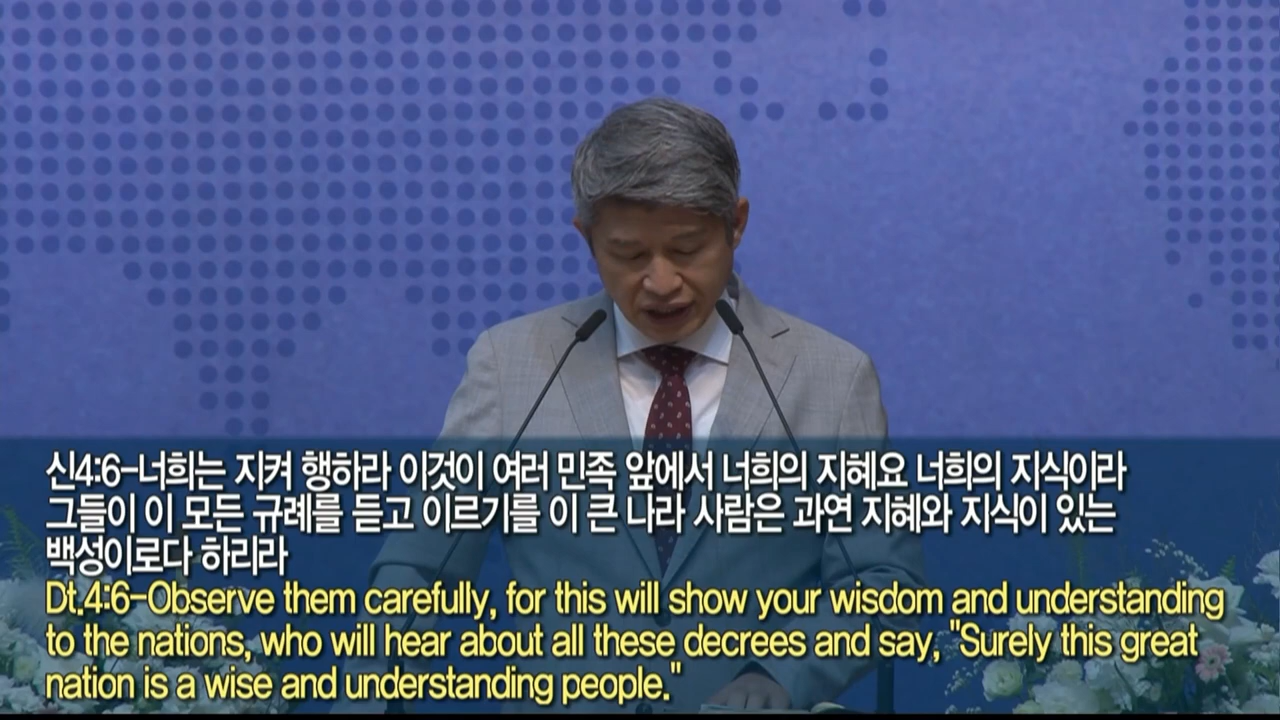 신4:6-너희는 지켜 행하라 이것이 여러 민족 앞에서 너희의 지혜요 너희의 지식이라
그들이 이 모든 규례를 듣고 이르기를 이 큰 나라 사람은 과연 지혜와 지식이 있는
백성이로다 하리라
Dt.4:6-Observe them carefully, for this will show your wisdom and understanding
to the nations, who will hear about all these decrees and say, "Surely this great
nation is a wise and understanding people."